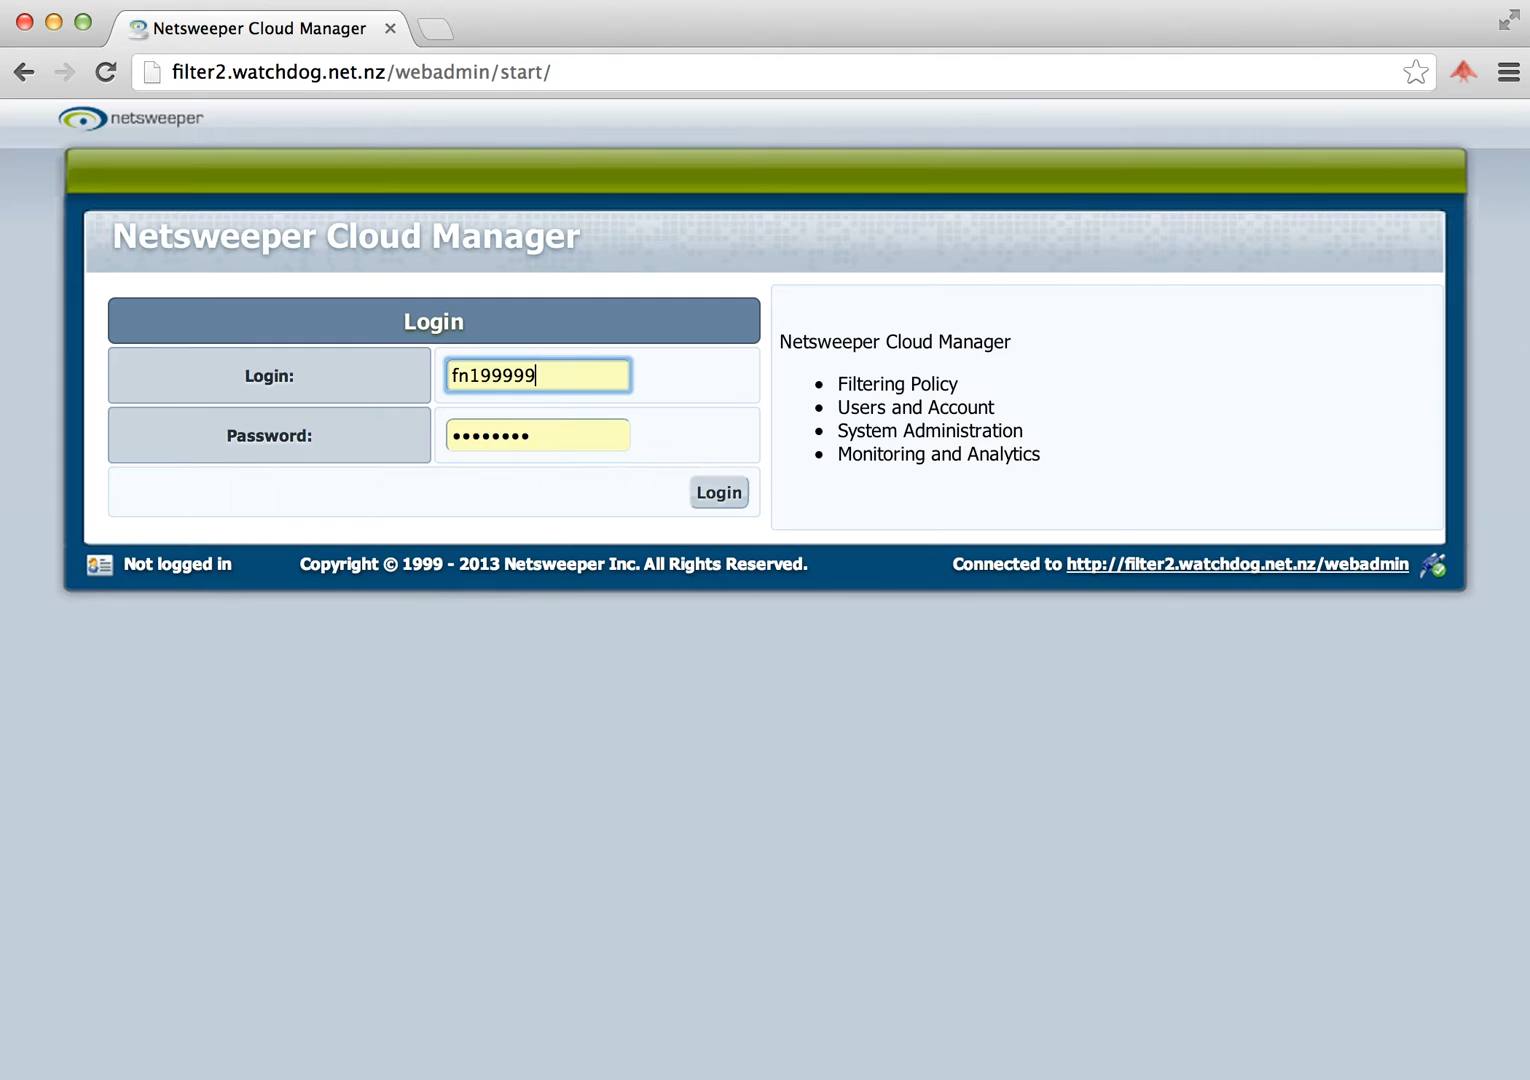 Netsweeper Cloud Manager
filter2.watchdog.net.nz/webadmin/start/
netsweeper
Netsweeper Cloud Manager
Login
Login:
fn199999
Password:
••••••••
Login
Netsweeper Cloud Manager
• Filtering Policy
• Users and Account
• System Administration
• Monitoring and Analytics
Not logged in
Copyright © 1999 - 2013 Netsweeper Inc. All Rights Reserved.
Connected to http://filter2.watchdog.net.nz/webadmin